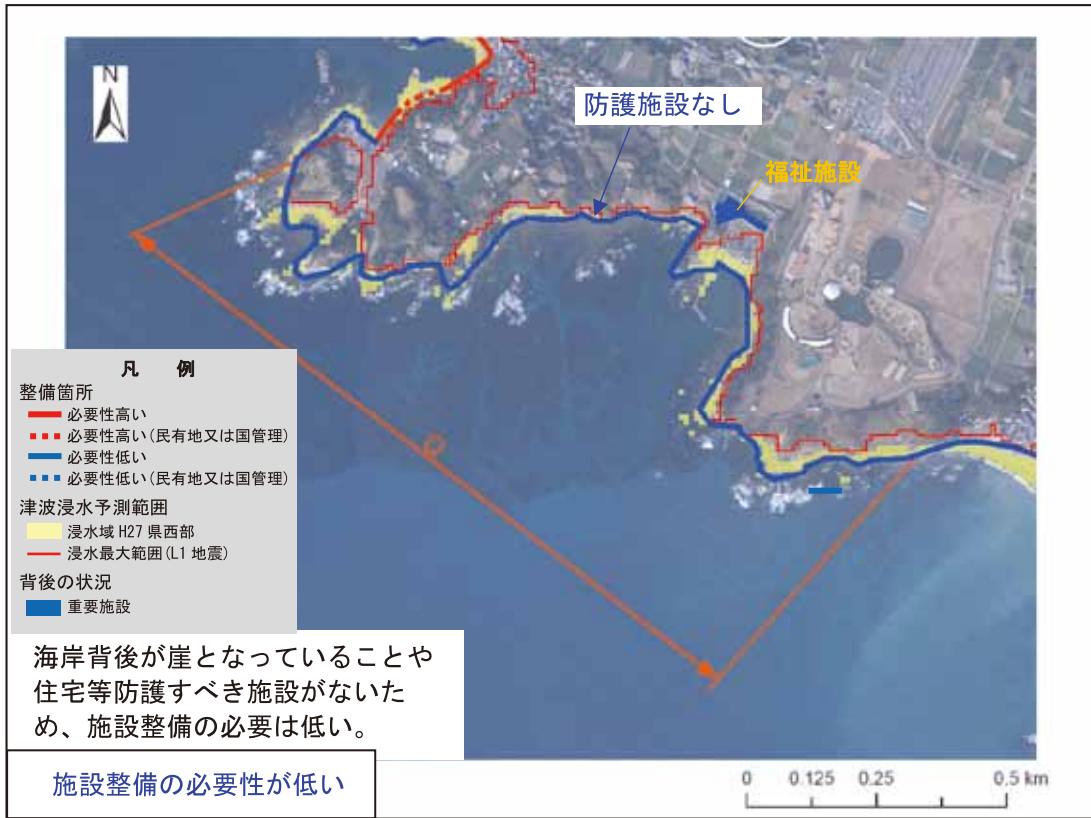 N
防護施設なし
福祉施設
凡 例
整備箇所
必要性高い
必要性高い(民有地又は国管理)
必要性低い
必要性低い(民有地又は国管理)
津波浸水予測範囲
浸水域 H27 県西部
浸水最大範囲(L1 地震)
背後の状況
重要施設
海岸背後が崖となっていることや
住宅等防護すべき施設がないた
め、施設整備の必要は低い。
施設整備の必要性が低い
0 0.125 0.25 0.5 km